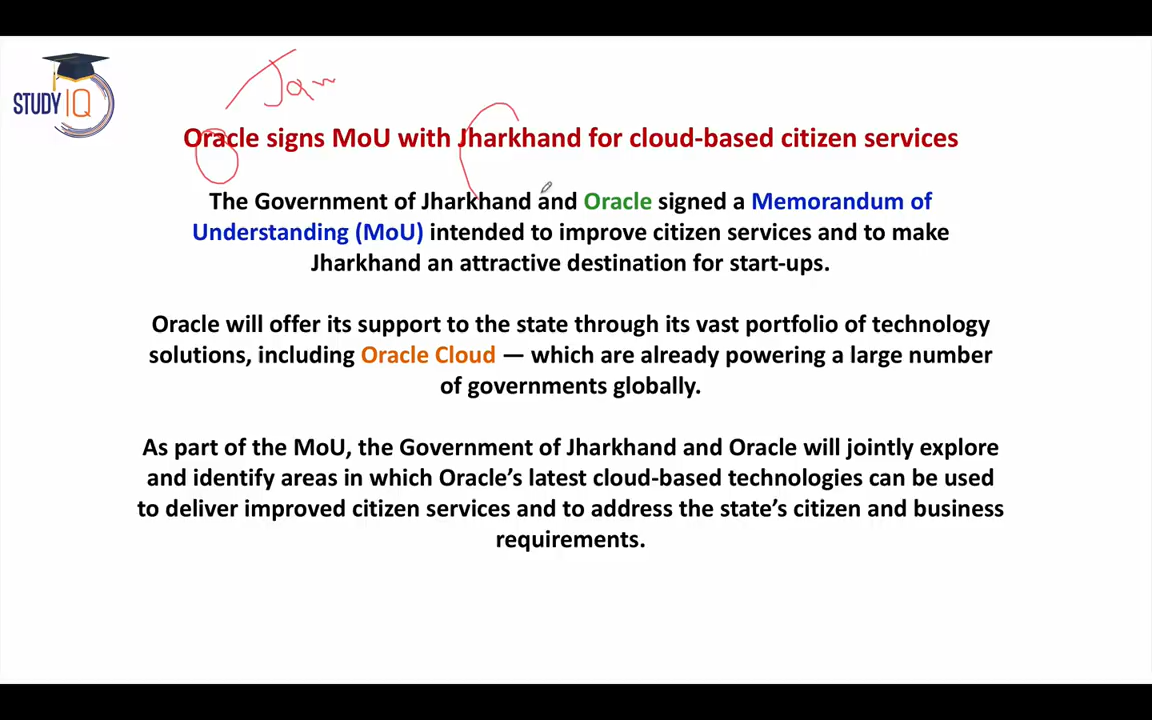 STUDY IQ
Jav
Oracle signs MoU with Jharkhand for cloud-based citizen services
The Government of Jharkhand and Oracle signed a Memorandum of
Understanding (MoU) intended to improve citizen services and to make
Jharkhand an attractive destination for start-ups.
Oracle will offer its support to the state through its vast portfolio of technology
solutions, including Oracle Cloud — which are already powering a large number
of governments globally.
As part of the MoU, the Government of Jharkhand and Oracle will jointly explore
and identify areas in which Oracle’s latest cloud-based technologies can be used
to deliver improved citizen services and to address the state’s citizen and business
requirements.